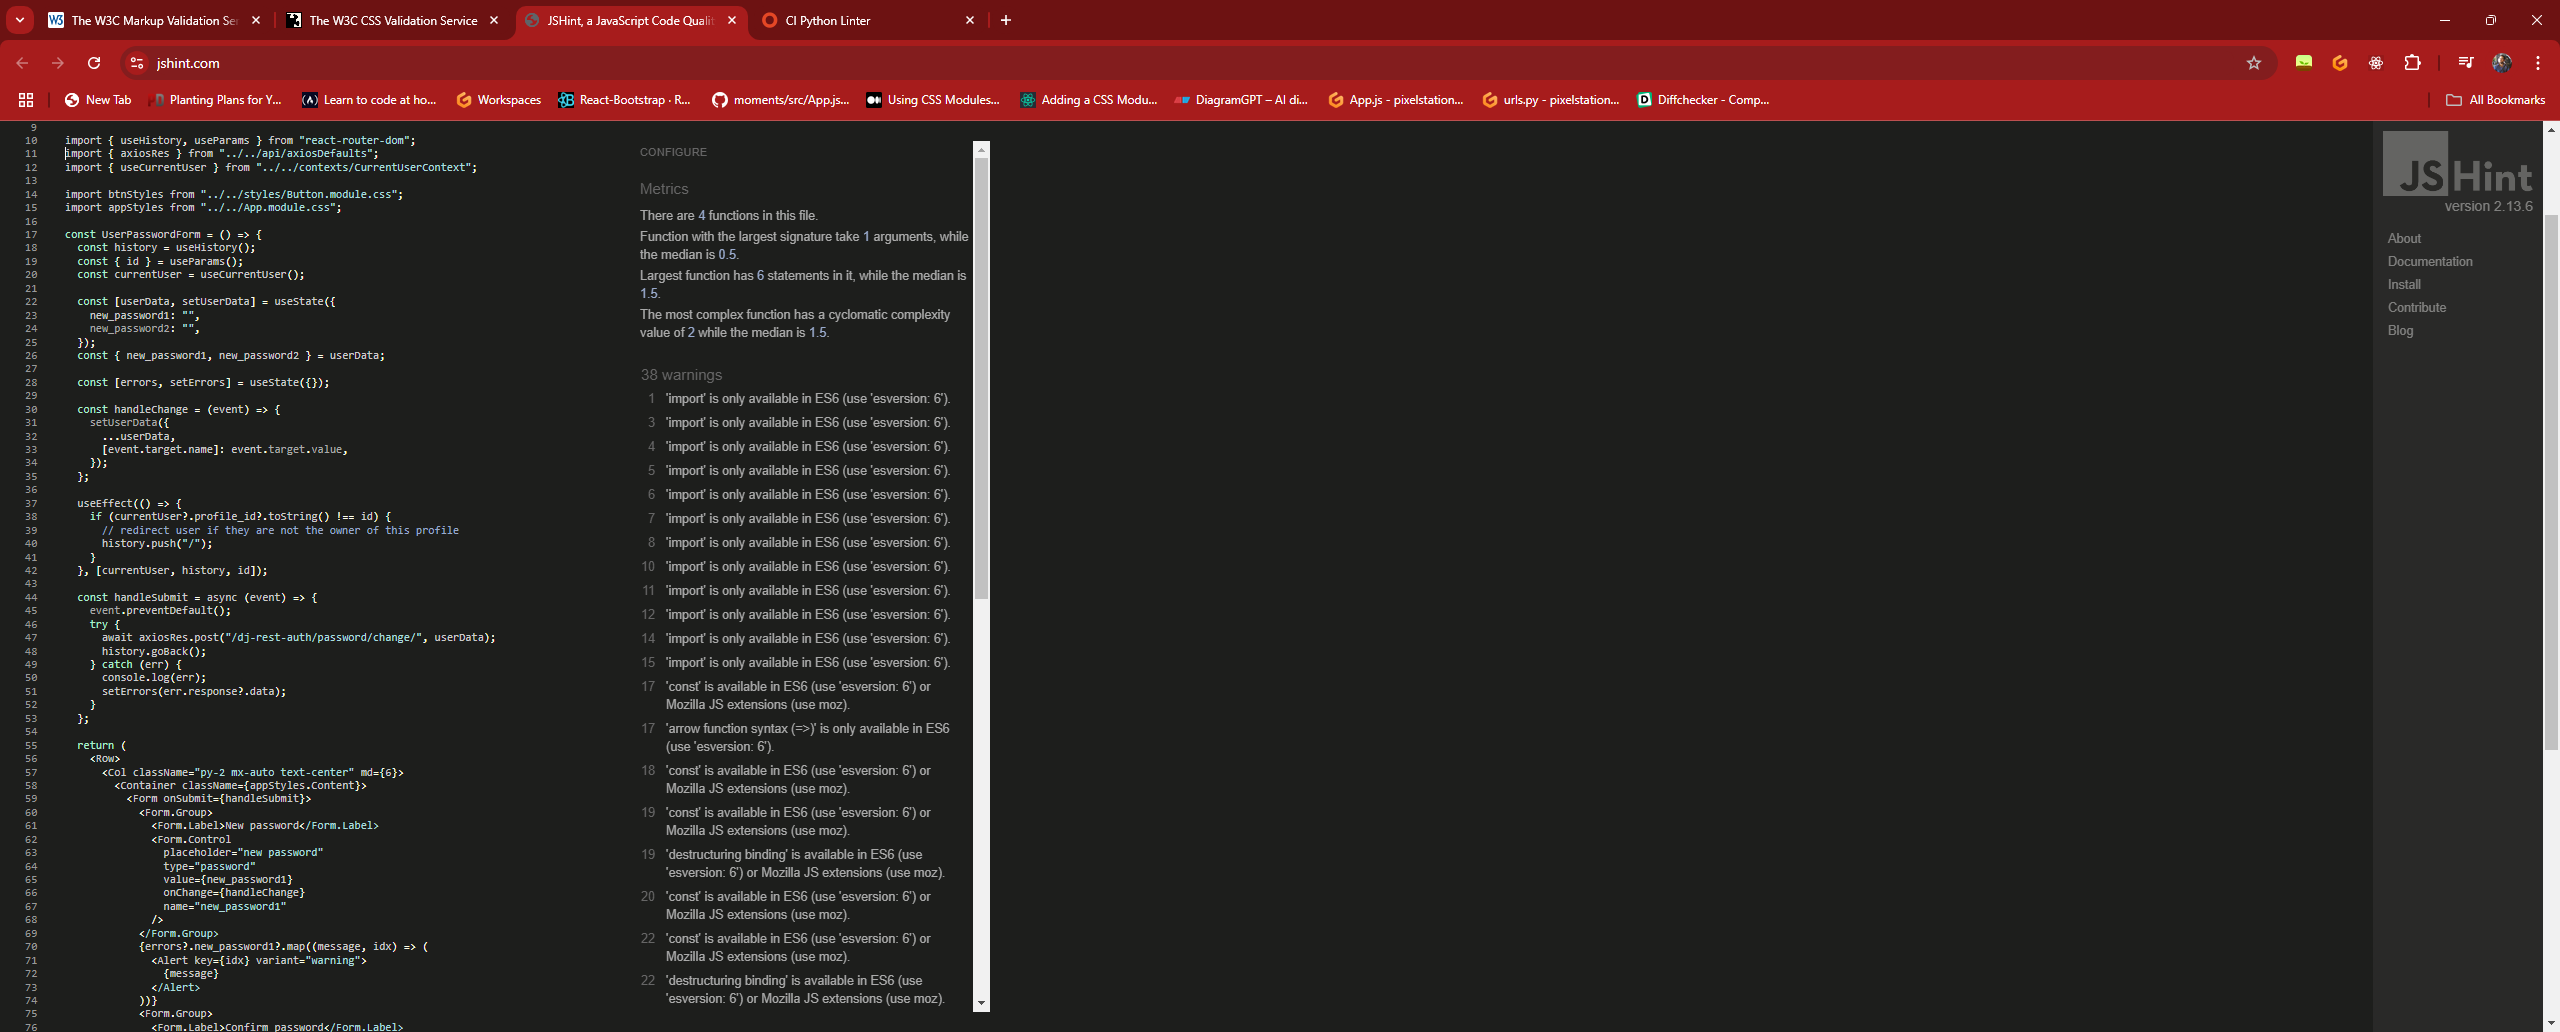 The W3C Markup Validation Ser
The W3C CSS Validation Service
JSHint, a JavaScript Code Qualit
CI Python Linter
jshint.com
New Tab
Planting Plans for Y...
Learn to code at ho...
Workspaces
React-Bootstrap · R...
moments/src/App.js...
Using CSS Modules...
Adding a CSS Modu...
DiagramGPT – AI di...
App.js - pixelstation...
urls.py - pixelstation...
Diffchecker - Comp...
All Bookmarks
9
10 import { useHistory, useParams } from "react-router-dom";
11 import { axiosRes } from "../../api/axiosDefaults";
12 import { useCurrentUser } from "../../contexts/CurrentUserContext";
13
14 import btnStyles from "../../styles/Button.module.css";
15 import appStyles from "../../App.module.css";
16
17 const UserPasswordForm = () => {
18 const history = useHistory();
19 const { id } = useParams();
20 const currentUser = useCurrentUser();
21
22 const [userData, setUserData] = useState({
23 new_password1: "",
24 new_password2: "",
25 });
26 const { new_password1, new_password2 } = userData;
27
28 const [errors, setErrors] = useState({});
29
30 const handleChange = (event) => {
31 setUserData({
32 ...userData,
33 [event.target.name]: event.target.value,
34 });
35 };
36
37 useEffect(() => {
38 if (currentUser?.profile_id?.toString() !== id) {
39 // redirect user if they are not the owner of this profile
40 history.push("/");
41 }
42 }, [currentUser, history, id]);
43
44 const handleSubmit = async (event) => {
45 event.preventDefault();
46 try {
47 await axiosRes.post("/dj-rest-auth/password/change/", userData);
48 history.goBack();
49 } catch (err) {
50 console.log(err);
51 setErrors(err.response?.data);
52 }
53 };
54
55 return (
56 <Row>
57 <Col className="py-2 mx-auto text-center" md={6}>
58 <Container className={appStyles.Content}>
59 <Form onSubmit={handleSubmit}>
60 <Form.Group>
61 <Form.Label>New password</Form.Label>
62 <Form.Control
63 placeholder="new password"
64 type="password"
65 value={new_password1}
66 onChange={handleChange}
67 name="new_password1"
68 />
69 </Form.Group>
70 {errors?.new_password1?.map((message, idx) => (
71 <Alert key={idx} variant="warning">
72 {message}
73 </Alert>
74 ))}
75 <Form.Group>
76 <Form.Label>Confirm password</Form.Label>
CONFIGURE
Metrics
There are 4 functions in this file.
Function with the largest signature take 1 arguments, while
the median is 0.5.
Largest function has 6 statements in it, while the median is
1.5.
The most complex function has a cyclomatic complexity
value of 2 while the median is 1.5.
38 warnings
1 'import' is only available in ES6 (use 'esversion: 6').
3 'import' is only available in ES6 (use 'esversion: 6').
4 'import' is only available in ES6 (use 'esversion: 6').
5 'import' is only available in ES6 (use 'esversion: 6').
6 'import' is only available in ES6 (use 'esversion: 6').
7 'import' is only available in ES6 (use 'esversion: 6').
8 'import' is only available in ES6 (use 'esversion: 6').
10 'import' is only available in ES6 (use 'esversion: 6').
11 'import' is only available in ES6 (use 'esversion: 6').
12 'import' is only available in ES6 (use 'esversion: 6').
14 'import' is only available in ES6 (use 'esversion: 6').
15 'import' is only available in ES6 (use 'esversion: 6').
17 'const' is available in ES6 (use 'esversion: 6') or
Mozilla JS extensions (use moz).
17 'arrow function syntax (=>)' is only available in ES6
(use 'esversion: 6').
18 'const' is available in ES6 (use 'esversion: 6') or
Mozilla JS extensions (use moz).
19 'const' is available in ES6 (use 'esversion: 6') or
Mozilla JS extensions (use moz).
19 'destructuring binding' is available in ES6 (use
'esversion: 6') or Mozilla JS extensions (use moz).
20 'const' is available in ES6 (use 'esversion: 6') or
Mozilla JS extensions (use moz).
22 'const' is available in ES6 (use 'esversion: 6') or
Mozilla JS extensions (use moz).
22 'destructuring binding' is available in ES6 (use
'esversion: 6') or Mozilla JS extensions (use moz).
JSHint
version 2.13.6
About
Documentation
Install
Contribute
Blog